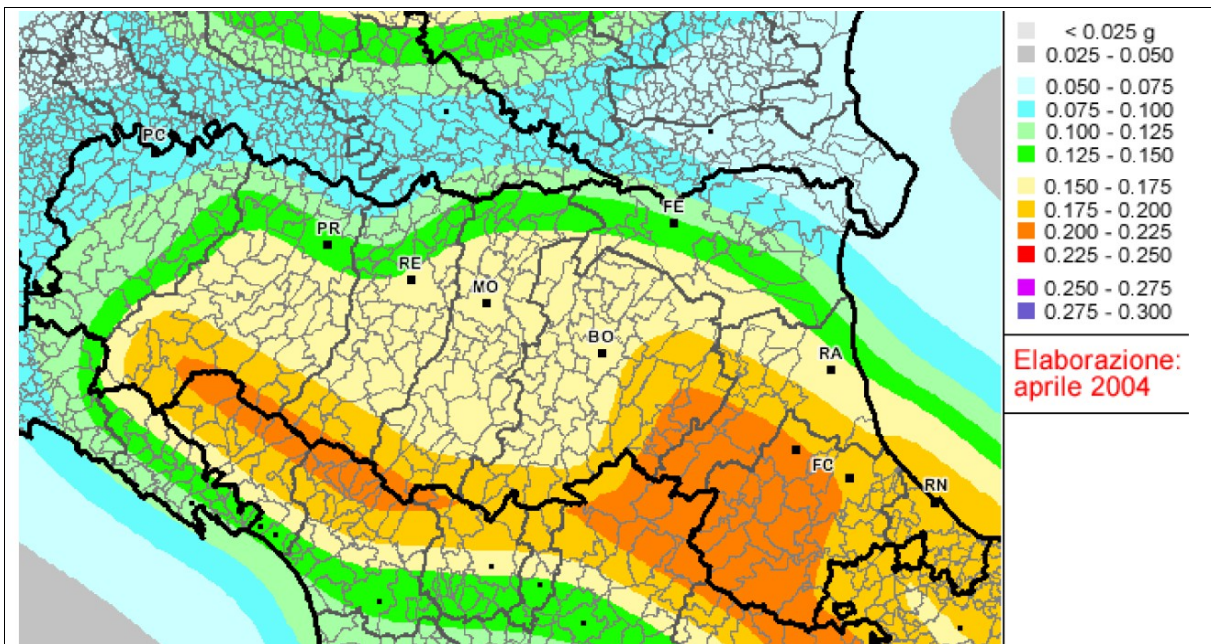 PC
PR
RE
MO
FE
BO
RA
FC
RN
< 0.025 g
0.025 - 0.050
0.050 - 0.075
0.075 - 0.100
0.100 - 0.125
0.125 - 0.150
0.150 - 0.175
0.175 - 0.200
0.200 - 0.225
0.225 - 0.250
0.250 - 0.275
0.275 - 0.300
Elaborazione:
aprile 2004